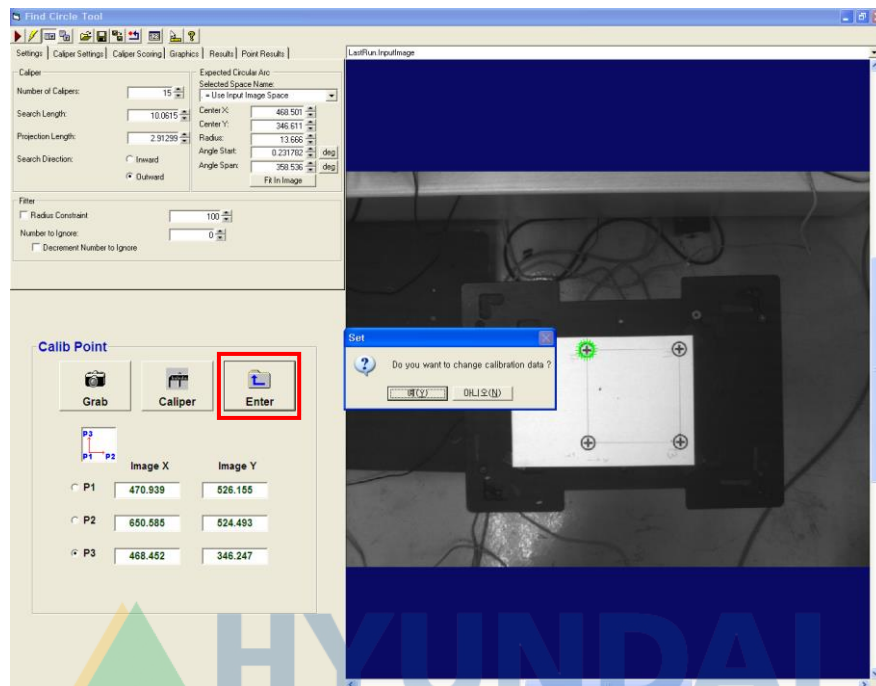 Find Circle Tool
Settings Caliper Settings Caliper Scoring Graphics Results Point Results
LastRun.InputImage
Caliper
Number of Calipers: 15
Search Length: 10.0615
Projection Length: 2.91299
Search Direction: Inward
Outward
Expected Circular Arc
Selected Space Name:
= Use Input Image Space
Center X: 468.501
Center Y: 346.611
Radius: 13.666
Angle Start: 0.231782 deg
Angle Span: 358.536 deg
Fit In Image
Fitter
Radius Constraint 100
Number to Ignore: 0
Decrement Number to Ignore
Set
Do you want to change calibration data ?
예(Y) 아니오(N)
Calib Point
Grab Caliper Enter
P3
P1 P2
Image X Image Y
P1 470.939 526.155
P2 650.585 524.493
P3 468.452 346.247
HYUNDAI